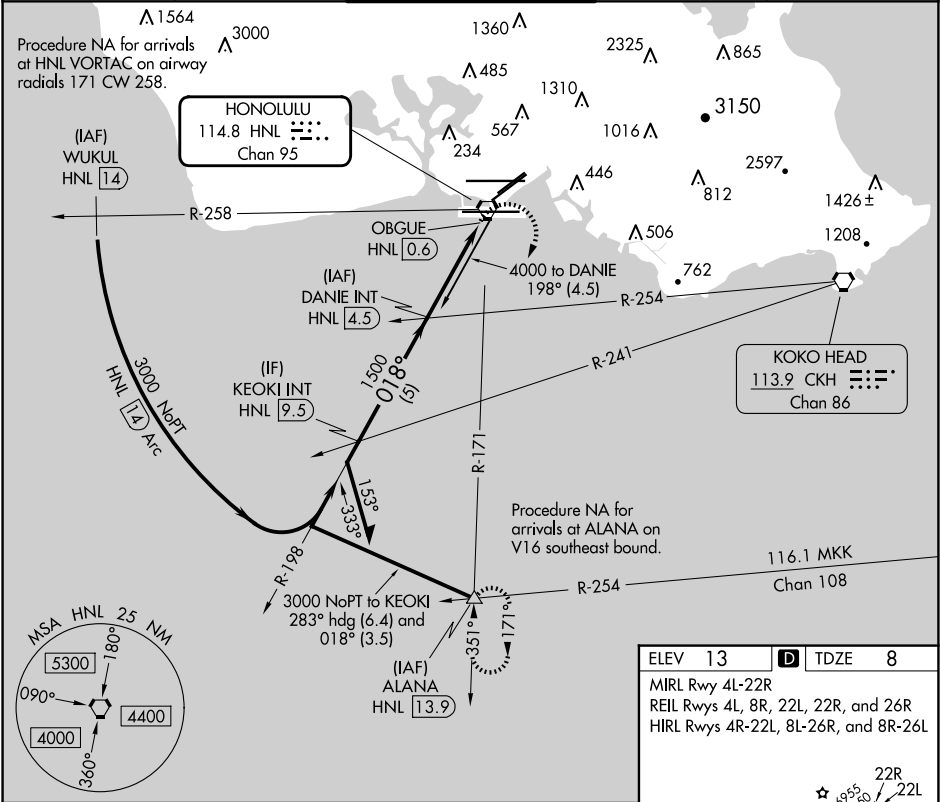 1564
3000
1360
2325
865
Procedure NA for arrivals
at HNL VORTAC on airway
radials 171 CW 258.
485
1310
3150
HONOLULU
114.8 HNL
Chan 95
567
234
1016
(IAF)
WUKUL
HNL 14
446
812
2597
1426 ±
R-258
OBGUE
HNL 0.6
506
1208
4000 to DANIE
198° (4.5)
762
(IAF)
DANIE INT
HNL 4.5
R-254
R-241
1500
018°
(5)
3000 NoPT
HNL 14 Arc
(IF)
KEOKI INT
HNL 9.5
KOKO HEAD
113.9 CKH
Chan 86
R-171
153°
333°
Procedure NA for
arrivals at ALANA on
V16 southeast bound.
R-198
116.1 MKK
Chan 108
R-254
3000 NoPT to KEOKI
283° hdg (6.4) and
018° (3.5)
351°
171°
(IAF)
ALANA
HNL 13.9
MSA HNL 25 NM
5300
180°
090°
4400
4000
360°
ELEV 13 D TDZE 8
MIRL Rwy 4L-22R
REIL Rwys 4L, 8R, 22L, 22R, and 26R
HIRL Rwys 4R-22L, 8L-26R, and 8R-26L
22R
22L
6955